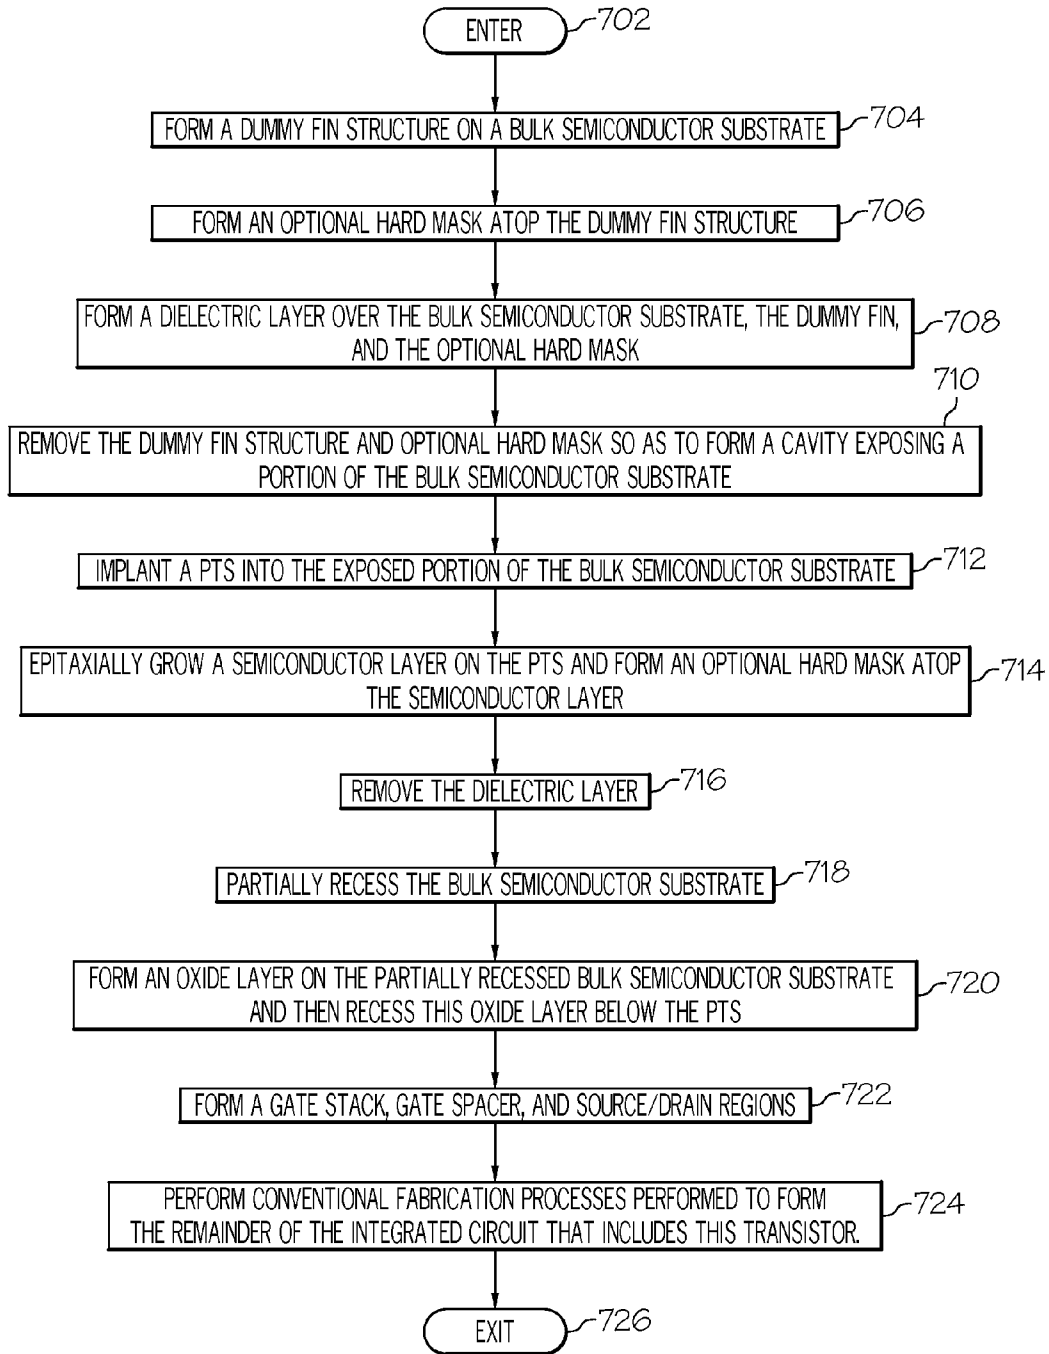 ENTER
702
FORM A DUMMY FIN STRUCTURE ON A BULK SEMICONDUCTOR SUBSTRATE
704
FORM AN OPTIONAL HARD MASK ATOP THE DUMMY FIN STRUCTURE
706
FORM A DIELECTRIC LAYER OVER THE BULK SEMICONDUCTOR SUBSTRATE, THE DUMMY FIN,
AND THE OPTIONAL HARD MASK
708
710
REMOVE THE DUMMY FIN STRUCTURE AND OPTIONAL HARD MASK SO AS TO FORM A CAVITY EXPOSING A
PORTION OF THE BULK SEMICONDUCTOR SUBSTRATE
IMPLANT A PTS INTO THE EXPOSED PORTION OF THE BULK SEMICONDUCTOR SUBSTRATE
712
EPITAXIALLY GROW A SEMICONDUCTOR LAYER ON THE PTS AND FORM AN OPTIONAL HARD MASK ATOP
THE SEMICONDUCTOR LAYER
714
REMOVE THE DIELECTRIC LAYER
716
PARTIALLY RECESS THE BULK SEMICONDUCTOR SUBSTRATE
718
FORM AN OXIDE LAYER ON THE PARTIALLY RECESSED BULK SEMICONDUCTOR SUBSTRATE
AND THEN RECESS THIS OXIDE LAYER BELOW THE PTS
720
FORM A GATE STACK, GATE SPACER, AND SOURCE/DRAIN REGIONS
722
PERFORM CONVENTIONAL FABRICATION PROCESSES PERFORMED TO FORM
THE REMAINDER OF THE INTEGRATED CIRCUIT THAT INCLUDES THIS TRANSISTOR.
724
EXIT
726